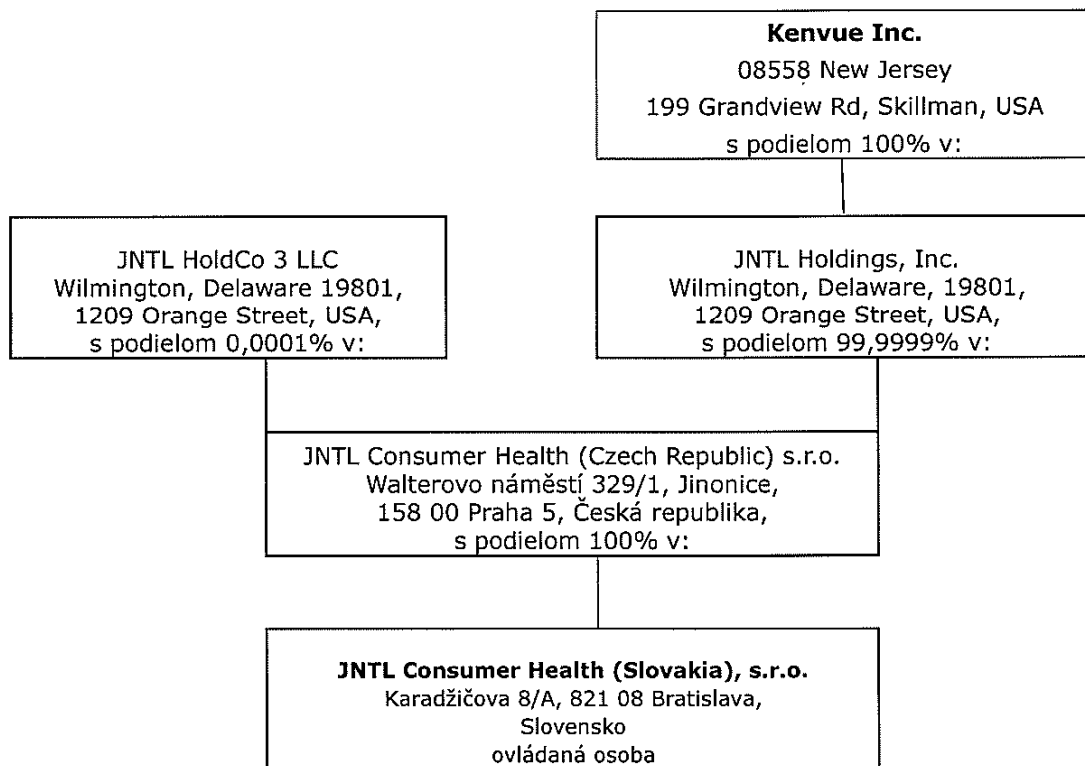 Kenvue Inc.
08558 New Jersey
199 Grandview Rd, Skillman, USA
s podielom 100% v:
JNTL HoldCo 3 LLC
Wilmington, Delaware 19801,
1209 Orange Street, USA,
s podielom 0,0001% v:
JNTL Holdings, Inc.
Wilmington, Delaware, 19801,
1209 Orange Street, USA,
s podielom 99,9999% v:
JNTL Consumer Health (Czech Republic) s.r.o.
Walterovo náměstí 329/1, Jinonice,
158 00 Praha 5, Česká republika,
s podielom 100% v:
JNTL Consumer Health (Slovakia), s.r.o.
Karadžičova 8/A, 821 08 Bratislava,
Slovensko
ovládaná osoba